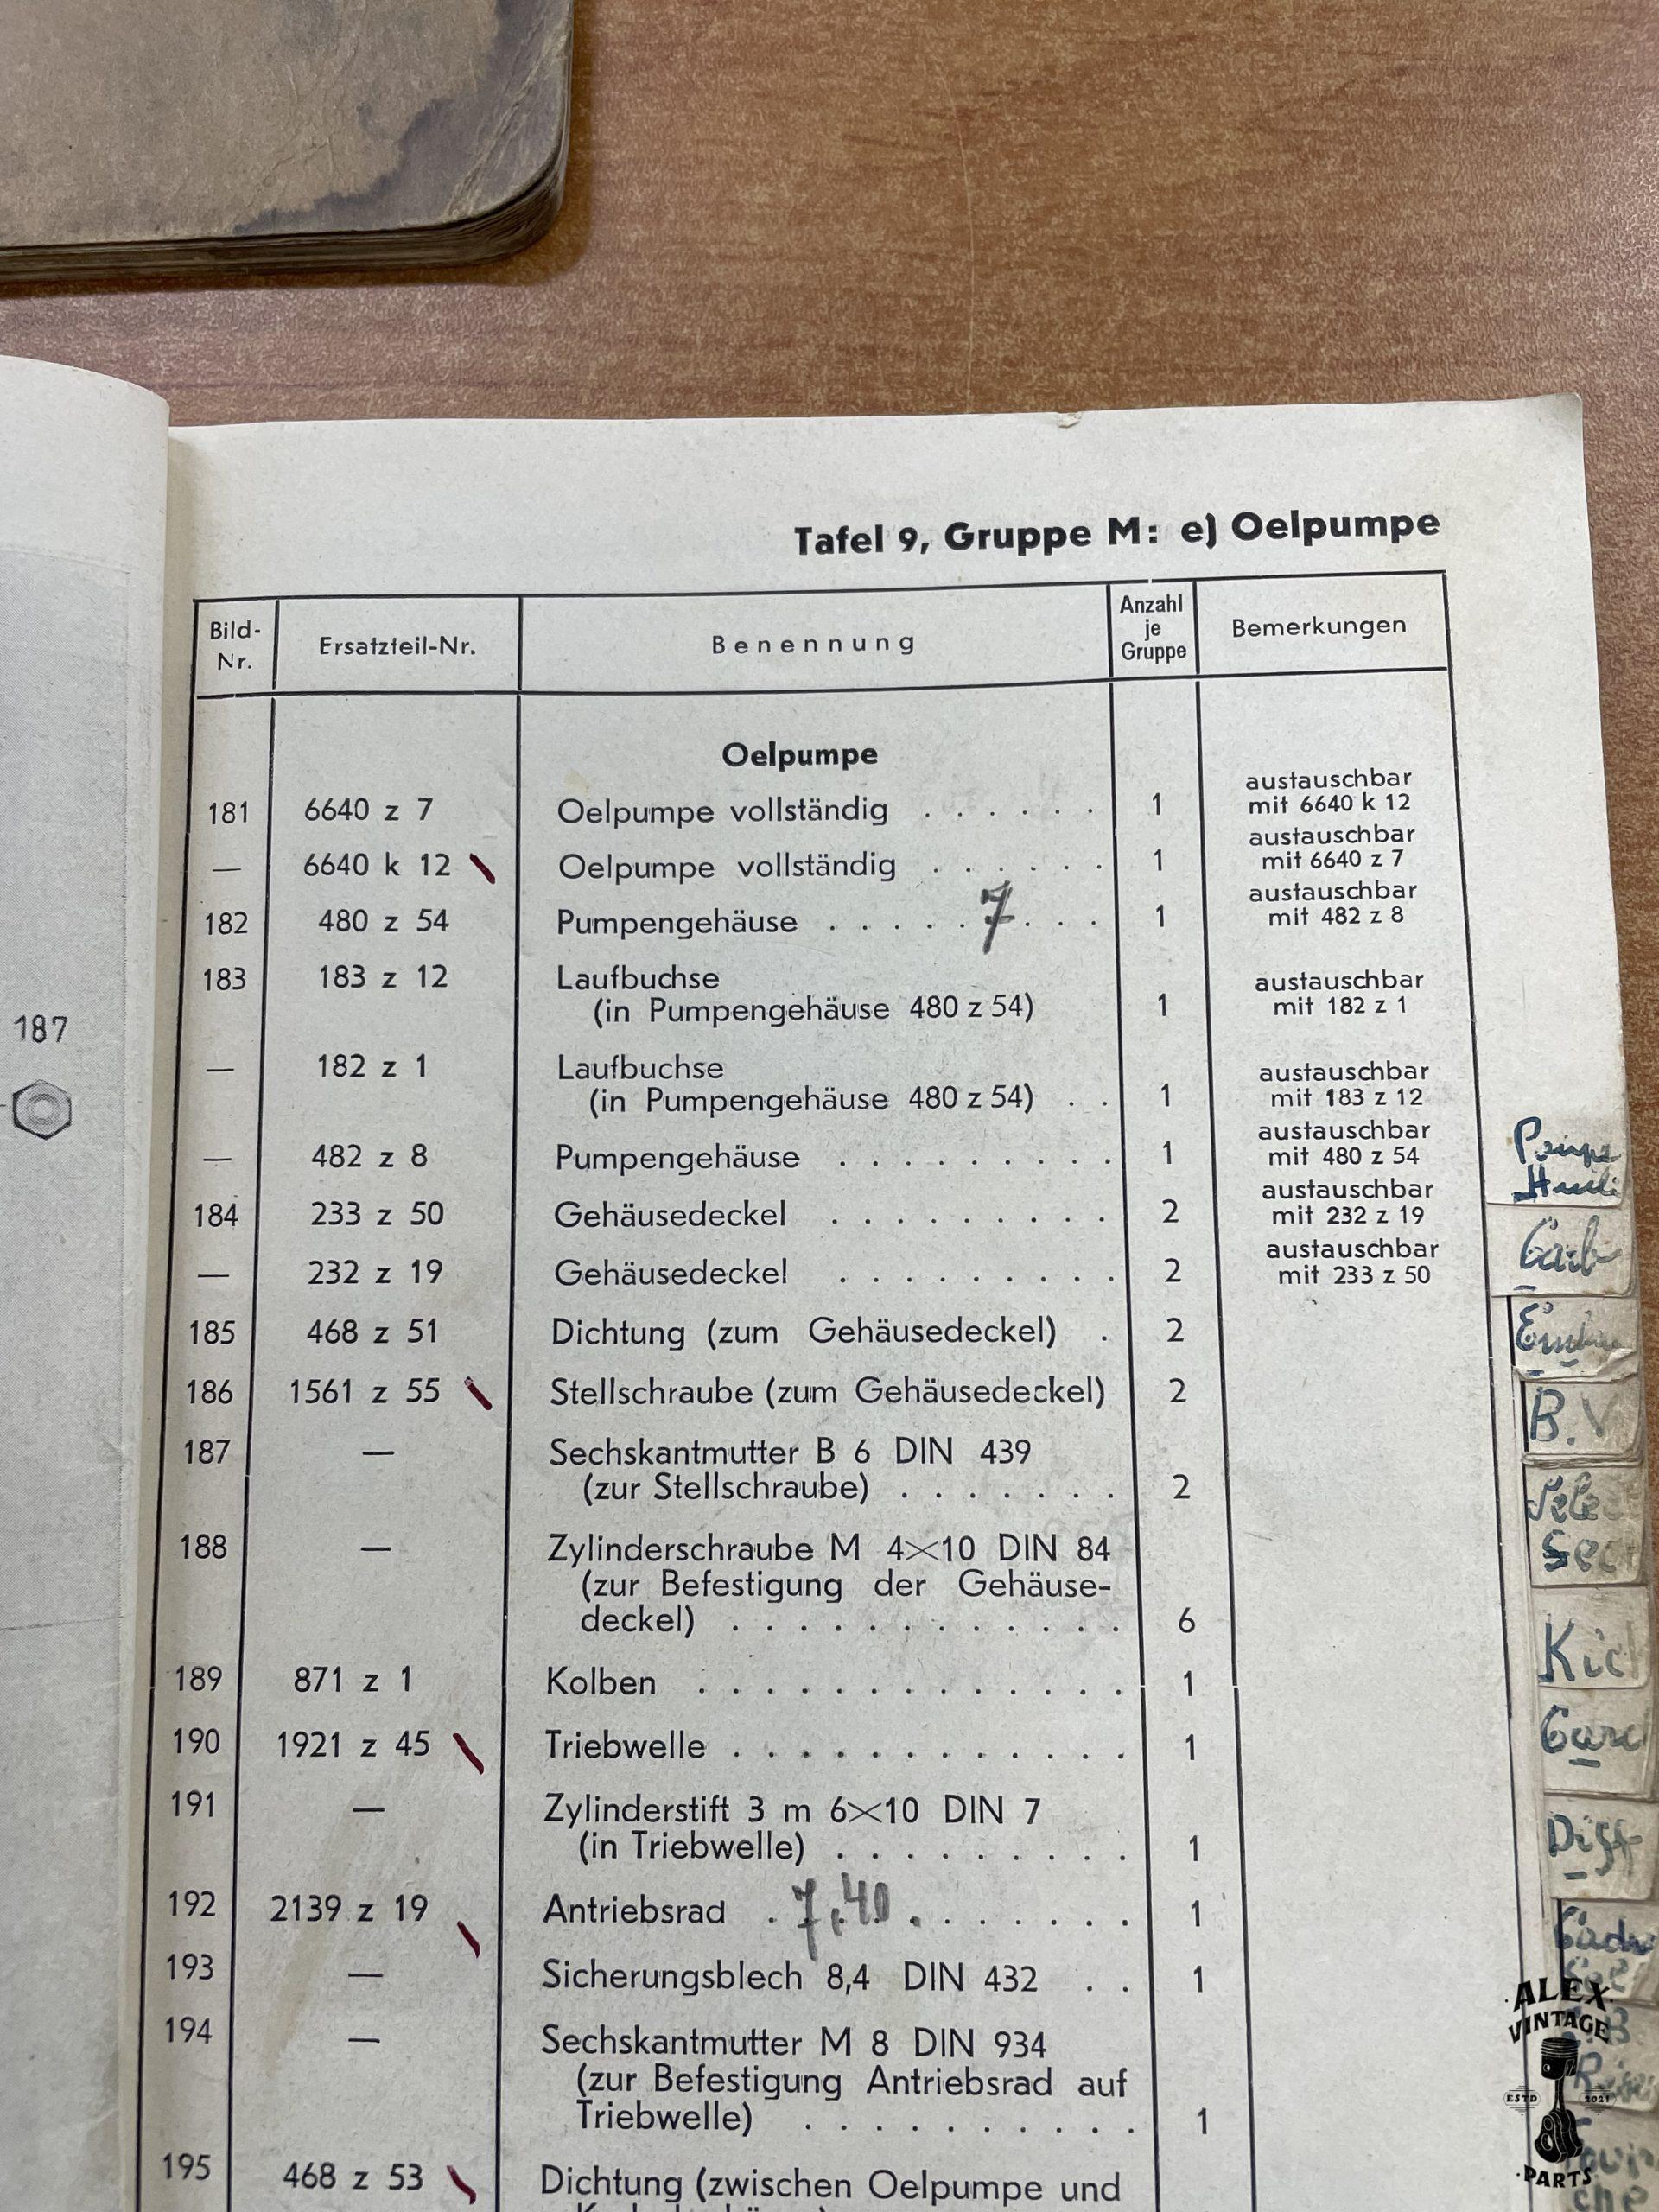 Tafel 9, Gruppe M: e) Oelpumpe
Bild-Nr. Ersatzteil-Nr. Benennung Anzahl je Gruppe Bemerkungen
Oelpumpe
181 6640 z 7 Oelpumpe vollständig . . . . . . 1 austauschbar mit 6640 k 12
— 6640 k 12 Oelpumpe vollständig . . . . . . 1 austauschbar mit 6640 z 7
182 480 z 54 Pumpengehäuse . . . . . 7 . . . 1 austauschbar mit 482 z 8
183 183 z 12 Laufbuchse
(in Pumpengehäuse 480 z 54) 1 austauschbar mit 182 z 1
— 182 z 1 Laufbuchse
(in Pumpengehäuse 480 z 54) . . 1 austauschbar mit 183 z 12
— 482 z 8 Pumpengehäuse . . . . . . . . . 1 austauschbar mit 480 z 54
184 233 z 50 Gehäusedeckel . . . . . . . . . 2 austauschbar mit 232 z 19
— 232 z 19 Gehäusedeckel . . . . . . . . . 2 austauschbar mit 233 z 50
185 468 z 51 Dichtung (zum Gehäusedeckel) . 2
186 1561 z 55 Stellschraube (zum Gehäusedeckel) 2
187 — Sechskantmutter B 6 DIN 439
(zur Stellschraube) . . . . . . . 2
188 — Zylinderschraube M 4×10 DIN 84
(zur Befestigung der Gehäuse-
deckel) . . . . . . . . . . . . 6
189 871 z 1 Kolben . . . . . . . . . . . . . 1
190 1921 z 45 Triebwelle . . . . . . . . . . . . 1
191 — Zylinderstift 3 m 6×10 DIN 7
(in Triebwelle) . . . . . . . . . 1
192 2139 z 19 Antriebsrad . 7,40 . . . . . . . 1
193 — Sicherungsblech 8,4 DIN 432 . . 1
194 — Sechskantmutter M 8 DIN 934
(zur Befestigung Antriebsrad auf
Triebwelle) . . . . . . . . . . 1
195 468 z 53 Dichtung (zwischen Oelpumpe und
187
Carb
B.V
Diff
ALEX
VINTAGE
ESTD 2021
PARTS